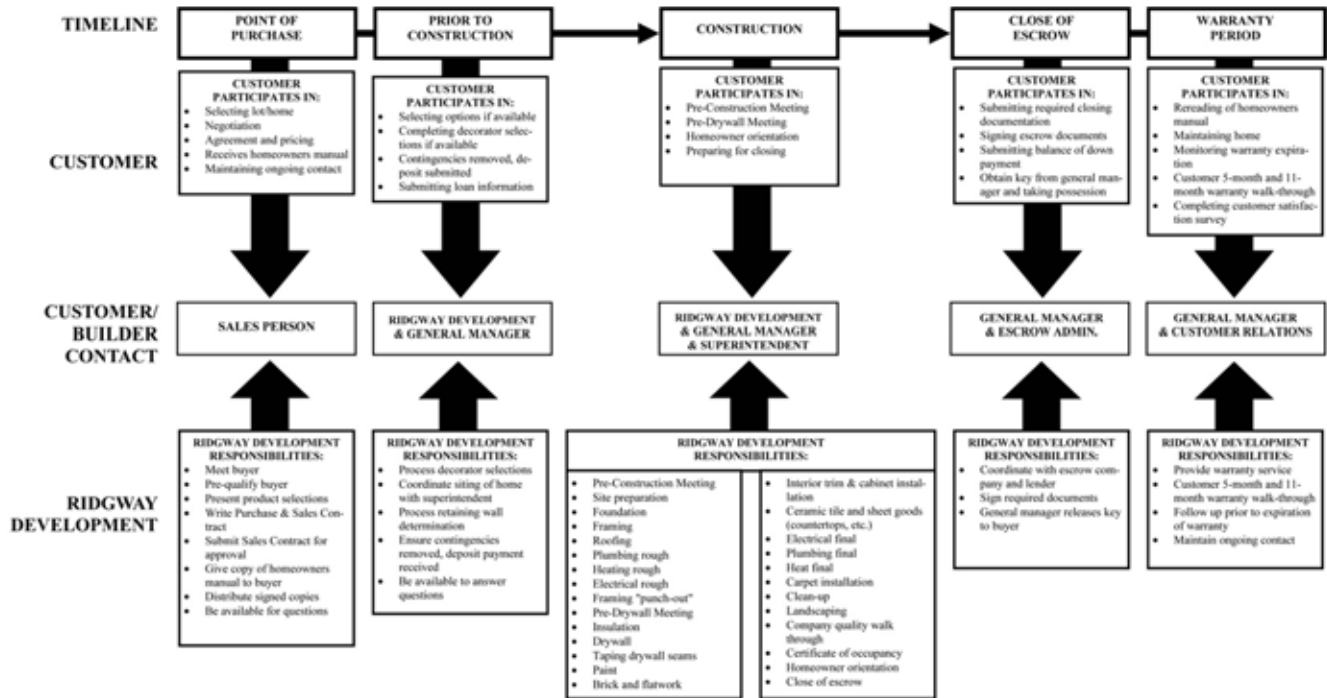 TIMELINE
POINT OF
PURCHASE
PRIOR TO
CONSTRUCTION
CONSTRUCTION
CLOSE OF
ESCROW
WARRANTY
PERIOD
CUSTOMER
CUSTOMER
PARTICIPATES IN:
• Selecting lot/home
• Negotiation
• Agreement and pricing
• Receives homeowners manual
• Maintaining ongoing contact
CUSTOMER
PARTICIPATES IN:
• Selecting options if available
• Completing decorator selec-
tions if available
• Contingencies removed, de-
posit submitted
• Submitting loan information
CUSTOMER
PARTICIPATES IN:
• Pre-Construction Meeting
• Pre-Drywall Meeting
• Homeowner orientation
• Preparing for closing
CUSTOMER
PARTICIPATES IN:
• Submitting required closing
documentation
• Signing escrow documents
• Submitting balance of down
payment
• Obtain key from general man-
ager and taking possession
CUSTOMER
PARTICIPATES IN:
• Rereading of homeowners
manual
• Maintaining home
• Monitoring warranty expira-
tion
• Customer 5-month and 11-
month warranty walk-through
• Completing customer satisfac-
tion survey
CUSTOMER/
BUILDER
CONTACT
SALES PERSON
RIDGWAY DEVELOPMENT
& GENERAL MANAGER
RIDGWAY DEVELOPMENT
& GENERAL MANAGER
& SUPERINTENDENT
GENERAL MANAGER
& ESCROW ADMIN.
GENERAL MANAGER
& CUSTOMER RELATIONS
RIDGWAY
DEVELOPMENT
RIDGWAY DEVELOPMENT
RESPONSIBILITIES:
• Meet buyer
• Pre-qualify buyer
• Present product selections
• Write Purchase & Sales Con-
tract
• Submit Sales Contract for
approval
• Give copy of homeowners
manual to buyer
• Distribute signed copies
• Be available for questions
RIDGWAY DEVELOPMENT
RESPONSIBILITIES:
• Process decorator selections
• Coordinate siting of home
with superintendent
• Process retaining wall
determination
• Ensure contingencies
removed, deposit payment
received
• Be available to answer
questions
RIDGWAY DEVELOPMENT
RESPONSIBILITIES:
• Pre-Construction Meeting
• Site preparation
• Foundation
• Framing
• Roofing
• Plumbing rough
• Heating rough
• Electrical rough
• Framing "punch-out"
• Pre-Drywall Meeting
• Insulation
• Drywall
• Taping drywall seams
• Paint
• Brick and flatwork
• Interior trim & cabinet instal-
lation
• Ceramic tile and sheet goods
(countertops, etc.)
• Electrical final
• Plumbing final
• Heat final
• Carpet installation
• Clean-up
• Landscaping
• Company quality walk
through
• Certificate of occupancy
• Homeowner orientation
• Close of escrow
RIDGWAY DEVELOPMENT
RESPONSIBILITIES:
• Coordinate with escrow com-
pany and lender
• Sign required documents
• General manager releases key
to buyer
RIDGWAY DEVELOPMENT
RESPONSIBILITIES:
• Provide warranty service
• Customer 5-month and 11-
month warranty walk-through
• Follow up prior to expiration
of warranty
• Maintain ongoing contact